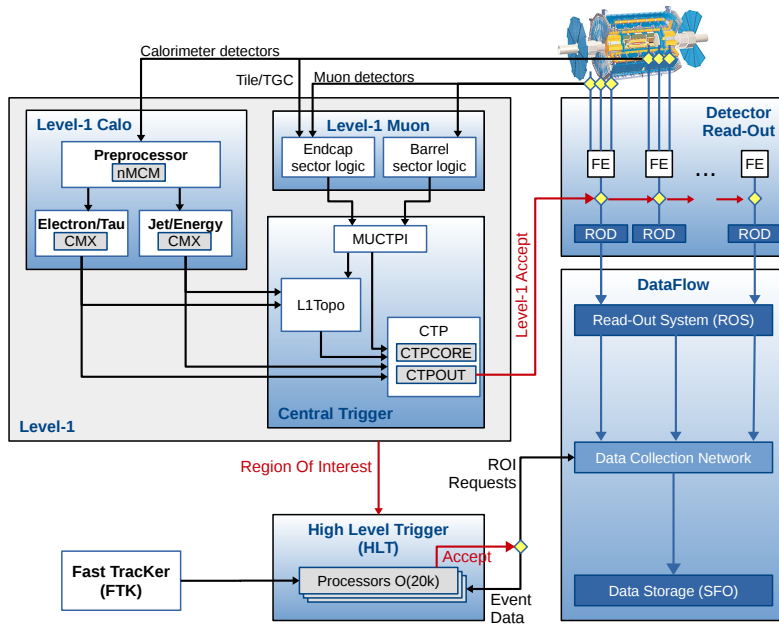 Calorimeter detectors
Tile/TGC
Muon detectors
Level-1 Calo
Preprocessor
nMCM
Electron/Tau
CMX
Jet/Energy
CMX
Level-1 Muon
Endcap
sector logic
Barrel
sector logic
MUCTPI
L1Topo
CTP
CTPCORE
CTPOUT
Central Trigger
Level-1
Level-1 Accept
Detector
Read-Out
FE
FE
...
FE
ROD
ROD
ROD
DataFlow
Read-Out System (ROS)
Data Collection Network
Data Storage (SFO)
Region Of Interest
ROI
Requests
High Level Trigger
(HLT)
Accept
Processors O(20k)
Event
Data
Fast TracKer
(FTK)